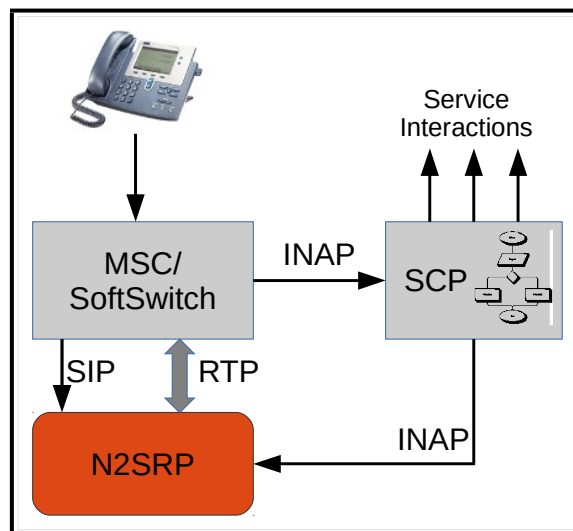 Service
Interactions
MSC/
SoftSwitch
INAP
SCP
SIP
RTP
INAP
N2SRP